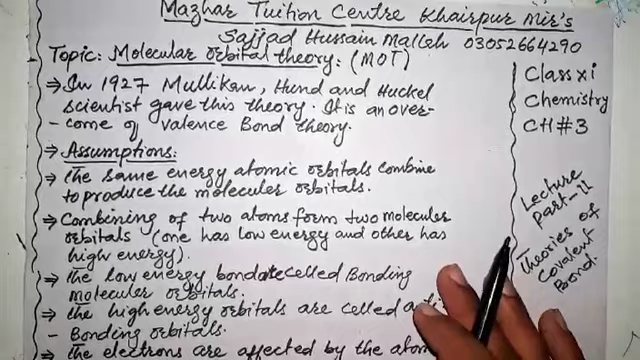 Mazhar Tuition Centre Khairpur Mir's
Sajjad Hussain Malleh 03052664290
Topic: Molecular orbital theory: (MOT)
⇒ In 1927 Mullikan, Hund and Huckel
scientist gave this theory. It is an over-
- come of valence Bond theory.
⇒ Assumptions:
⇒ The same energy atomic orbitals combine
to produce the molecular orbitals.
⇒ Combining of two atoms form two molecular
orbitals (one has low energy and other has
high energy).
⇒ The low energy bond are celled Bonding
molecular orbitals.
⇒ the high energy orbitals are celled
- Bonding orbitals.
⇒ The electrons are affected by the
Class xi
Chemistry
CH#3
Lecture
Part-II
Theories of
Covalent
Bond.